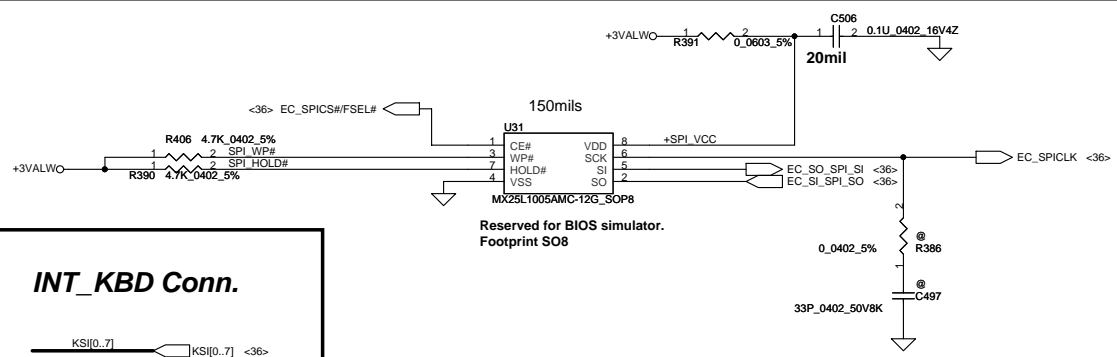 C506
+3VALW
1
2
R391
0_0603_5%
1
2
0.1U_0402_16V4Z
20mil
<36> EC_SPICS#/FSEL#
150mils
U31
R406 4.7K_0402_5%
1
2
SPI_WP#
+3VALW
1
2
SPI_HOLD#
R390
4.7K_0402_5%
1
CE#
VDD
8
+SPI_VCC
3
WP#
SCK
6
EC_SPICLK <36>
7
HOLD#
SI
5
EC_SO_SPI_SI <36>
4
VSS
SO
2
EC_SI_SPI_SO <36>
MX25L1005AMC-12G_SOP8
Reserved for BIOS simulator.
Footprint SO8
2
0_0402_5%
@
R386
1
@
C497
33P_0402_50V8K
INT_KBD Conn.
KSI[0..7]
KSI[0..7] <36>